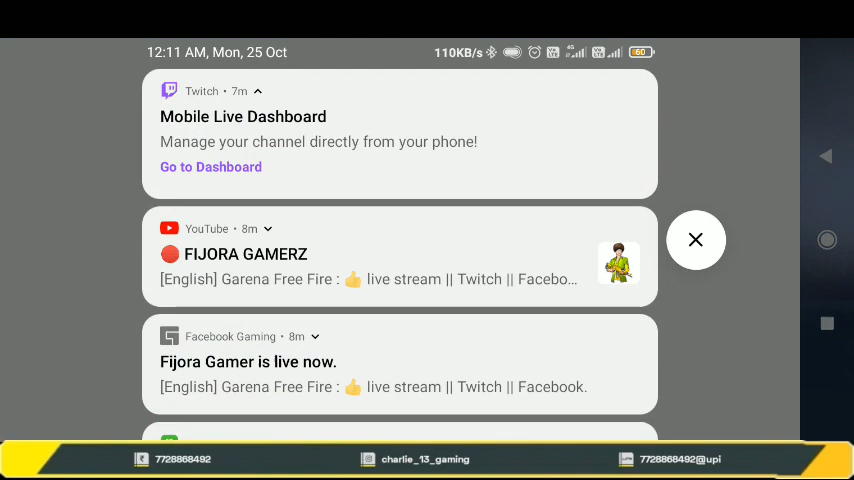 12:11 AM, Mon, 25 Oct
110KB/s 4G 60
Twitch • 7m
Mobile Live Dashboard
Manage your channel directly from your phone!
Go to Dashboard
YouTube • 8m
🔴 FIJORA GAMERZ
[English] Garena Free Fire : 👍 live stream || Twitch || Facebo...
Facebook Gaming • 8m
Fijora Gamer is live now.
[English] Garena Free Fire : 👍 live stream || Twitch || Facebook.
₹ 7728868492
charlie_13_gaming
7728868492@upi